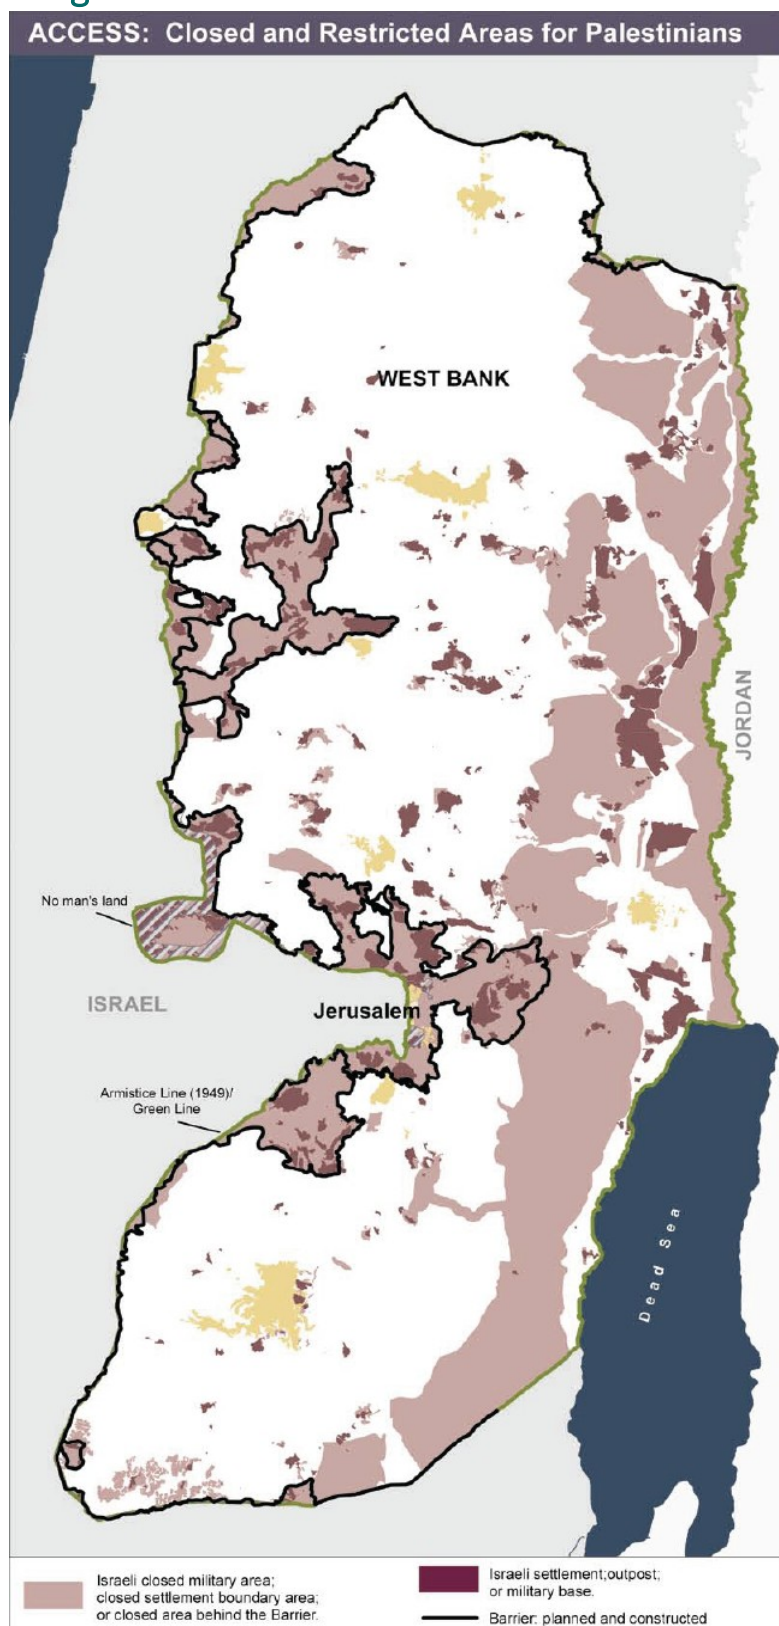 ACCESS: Closed and Restricted Areas for Palestinians
WEST BANK
JORDAN
No man's land
ISRAEL
Jerusalem
Armistice Line (1949)/
Green Line
Dead Sea
Israeli closed military area;
closed settlement boundary area;
or closed area behind the Barrier.
Israeli settlement;outpost;
or military base.
Barrier: planned and constructed